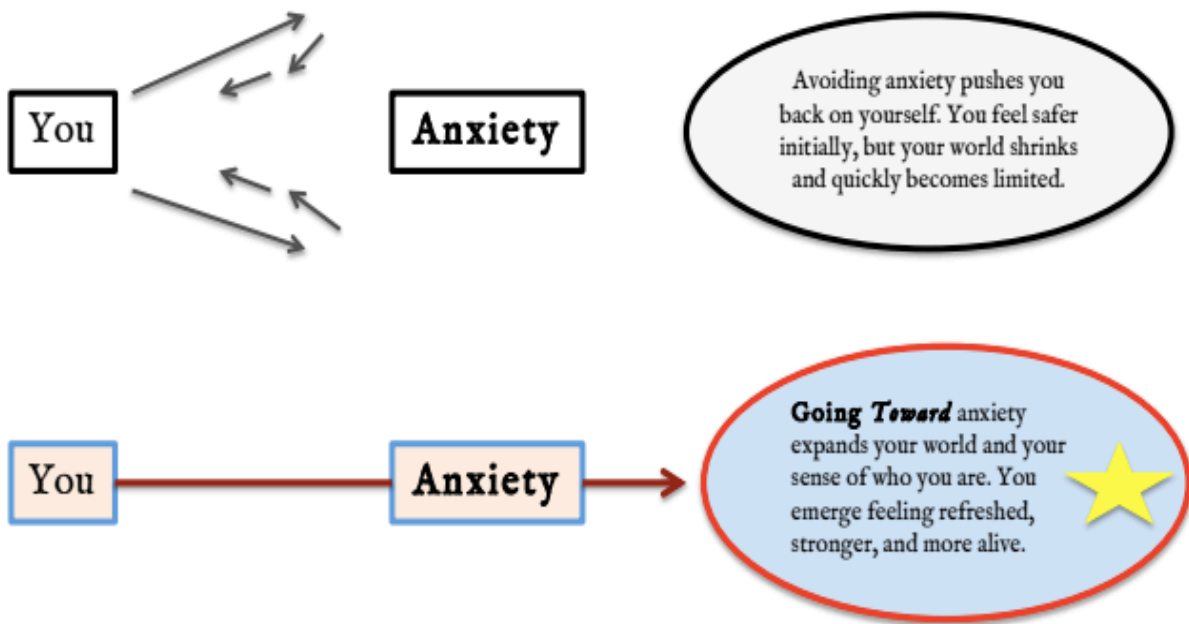 You
Anxiety
Avoiding anxiety pushes you
back on yourself. You feel safer
initially, but your world shrinks
and quickly becomes limited.
You
Anxiety
Going Toward anxiety
expands your world and your
sense of who you are. You
emerge feeling refreshed,
stronger, and more alive.